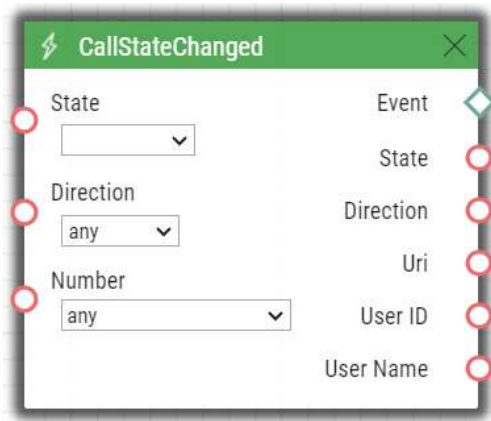 CallStateChanged
State
Event
State
Direction
any
Direction
Uri
Number
any
User ID
User Name